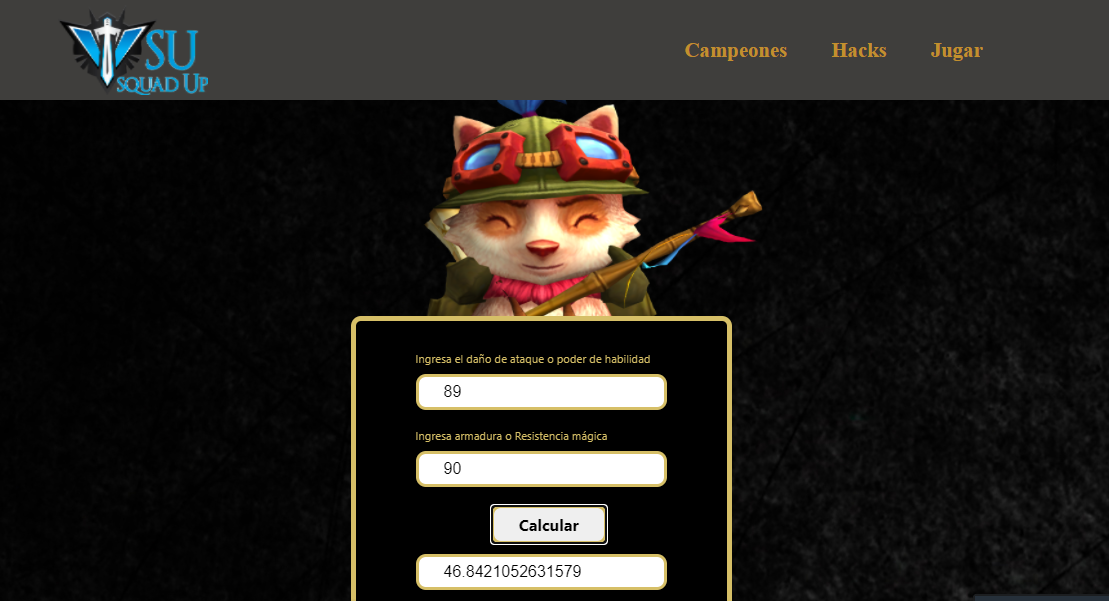 SU
SQUAD UP
Campeones Hacks Jugar
Ingresa el daño de ataque o poder de habilidad
89
Ingresa armadura o Resistencia mágica
90
Calcular
46.8421052631579